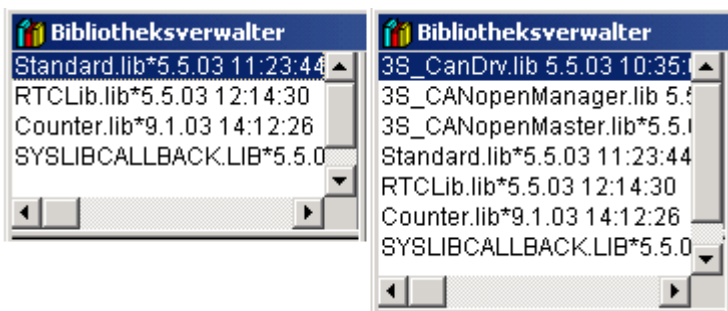 Bibliotheksverwalter
Standard.lib*5.5.03 11:23:44
RTCLib.lib*5.5.03 12:14:30
Counter.lib*9.1.03 14:12:26
SYSLIBCALLBACK.LIB*5.5.0
Bibliotheksverwalter
3S_CanDrv.lib 5.5.03 10:35:
3S_CANopenManager.lib 5.
3S_CANopenMaster.lib*5.5.
Standard.lib*5.5.03 11:23:44
RTCLib.lib*5.5.03 12:14:30
Counter.lib*9.1.03 14:12:26
SYSLIBCALLBACK.LIB*5.5.0